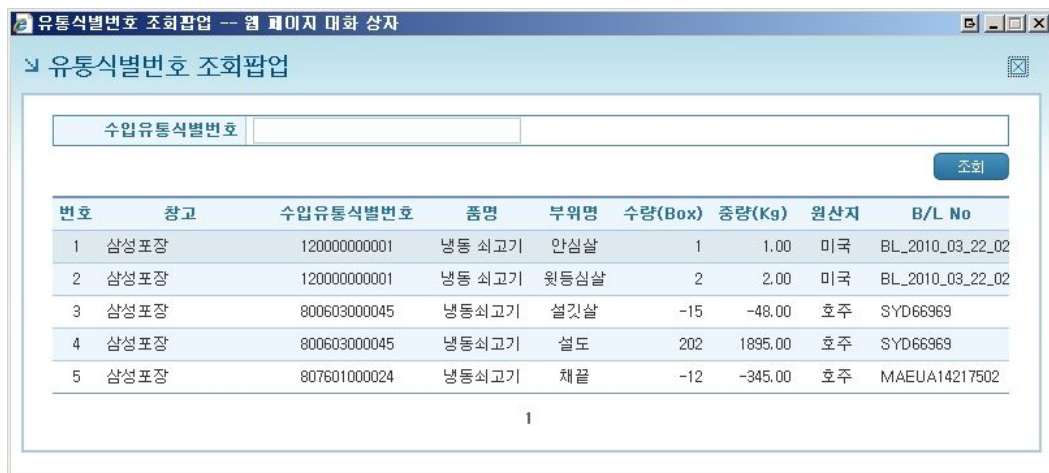 유통식별번호 조회팝업 -- 웹 페이지 대화 상자
유통식별번호 조회팝업
수입유통식별번호
조회
번호 창고 수입유통식별번호 품명 부위명 수량(Box) 중량(Kg) 원산지 B/L No
1 삼성포장 120000000001 냉동 쇠고기 안심살 1 1.00 미국 BL_2010_03_22_02
2 삼성포장 120000000001 냉동 쇠고기 윗등심살 2 2.00 미국 BL_2010_03_22_02
3 삼성포장 800603000045 냉동쇠고기 설깃살 -15 -48.00 호주 SYD66969
4 삼성포장 800603000045 냉동쇠고기 설도 202 1895.00 호주 SYD66969
5 삼성포장 807601000024 냉동쇠고기 채끝 -12 -345.00 호주 MAEUA14217502
1